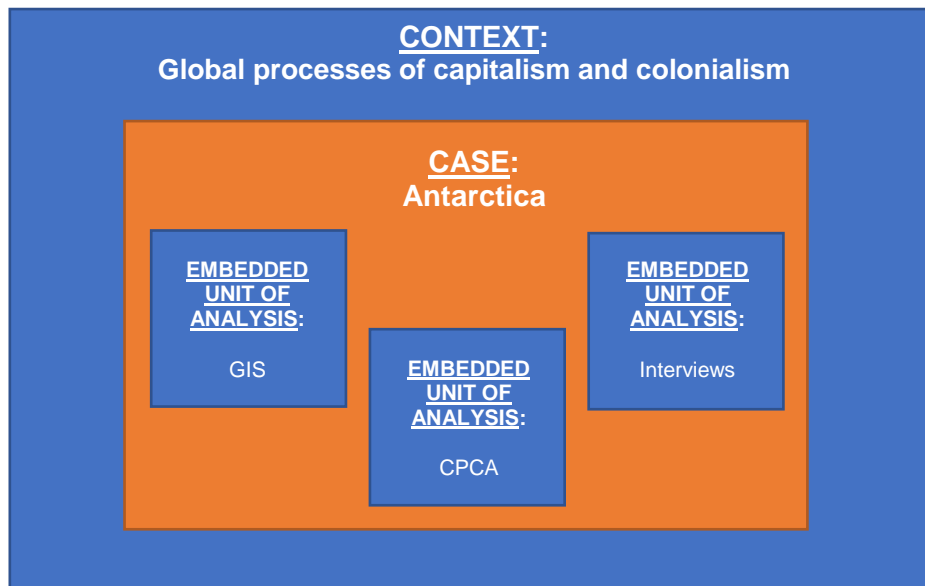 CONTEXT:
Global processes of capitalism and colonialism
CASE:
Antarctica
EMBEDDED
UNIT OF
ANALYSIS:
GIS
EMBEDDED
UNIT OF
ANALYSIS:
CPCA
EMBEDDED
UNIT OF
ANALYSIS:
Interviews